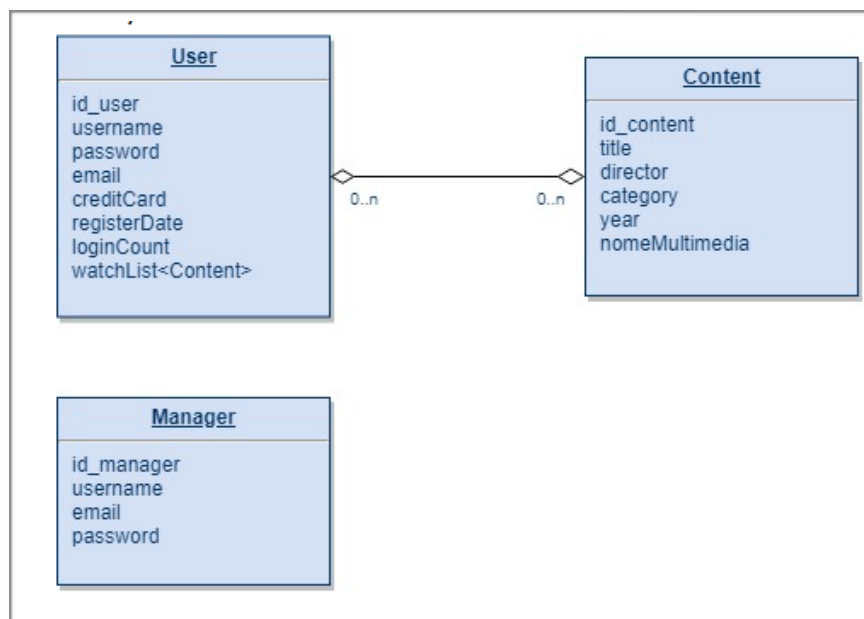 User
id_user
username
password
email
creditCard
registerDate
loginCount
watchList<Content>
0..n
0..n
Content
id_content
title
director
category
year
nomeMultimedia
Manager
id_manager
username
email
password